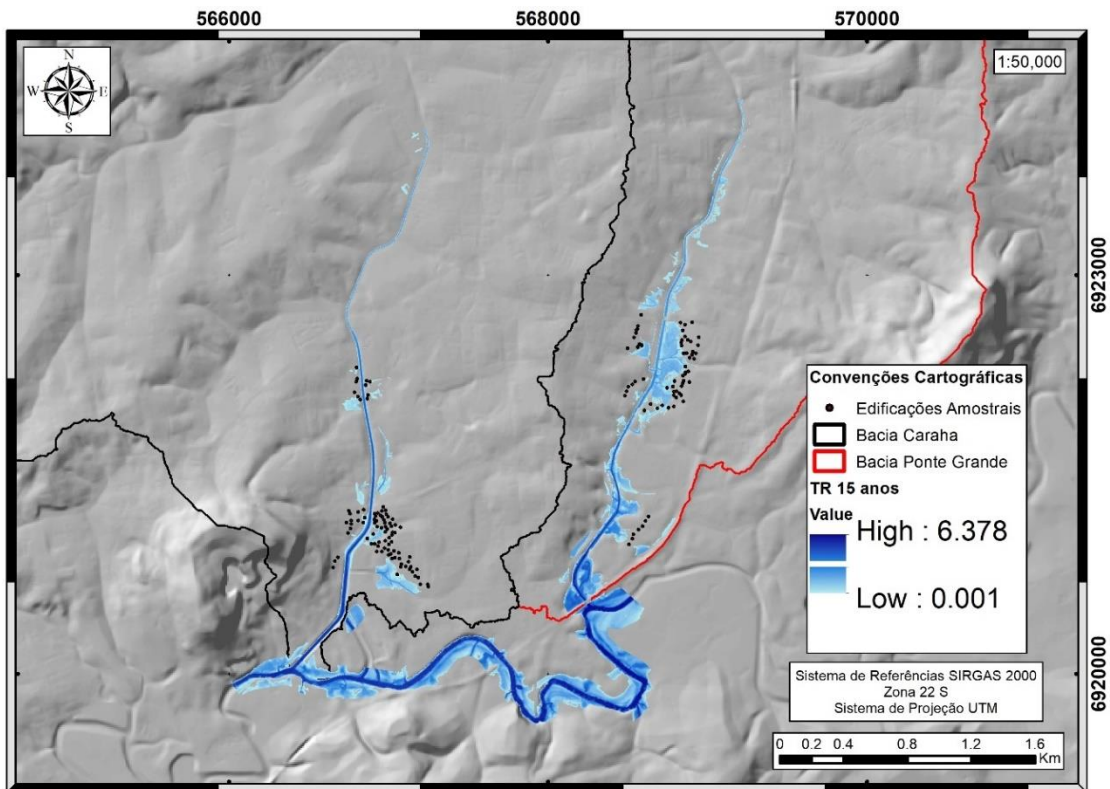 566000 568000 570000
N
W E
S
1:50,000
6923000
Convenções Cartográficas
Edificações Amostrais
Bacia Caraha
Bacia Ponte Grande
TR 15 anos
Value
High : 6.378
Low : 0.001
6920000
Sistema de Referências SIRGAS 2000
Zona 22 S
Sistema de Projeção UTM
0 0.2 0.4 0.8 1.2 1.6
Km